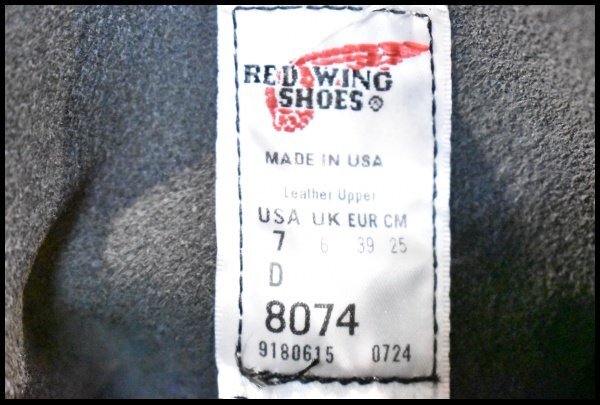 RED WING
SHOES ®
MADE IN USA
Leather Upper
USA UK EUR CM
7 6 39 25
D
8074
9180615 0724